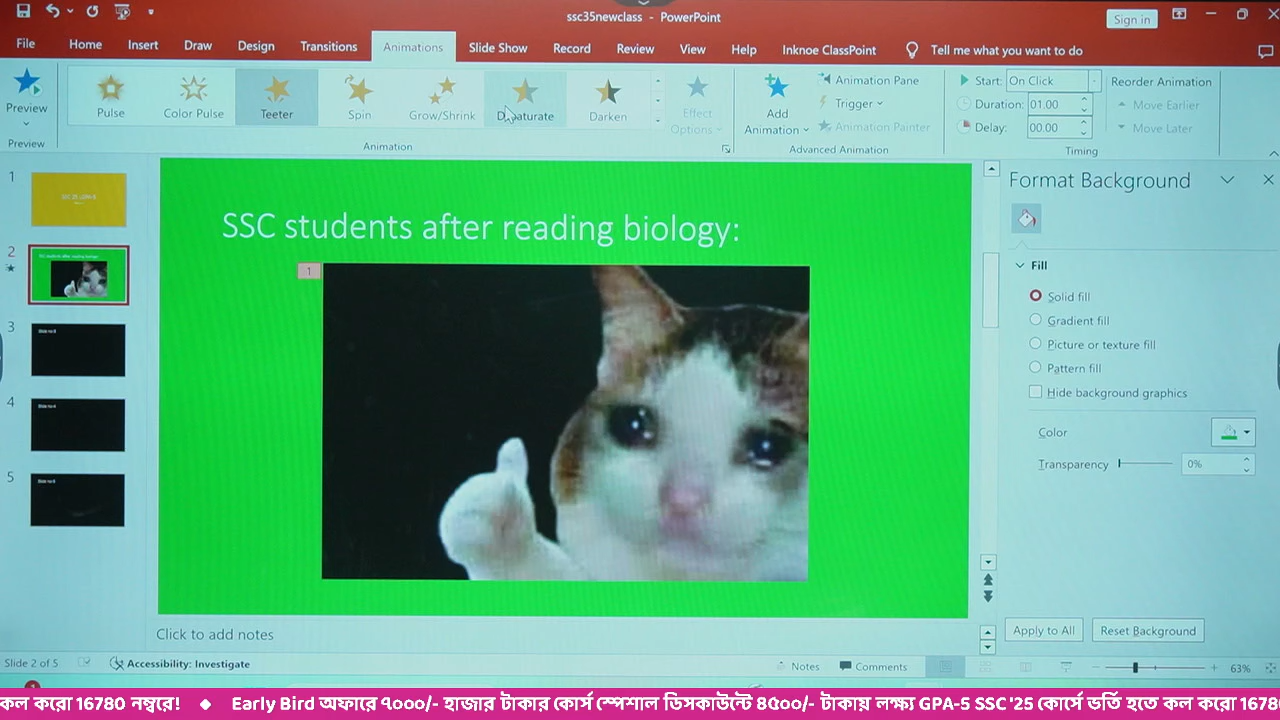 ssc35newclass - PowerPoint
Sign in
File
Home
Insert
Draw
Design
Transitions
Animations
Slide Show
Record
Review
View
Help
Inknoe ClassPoint
Tell me what you want to do
Preview
Pulse
Color Pulse
Teeter
Spin
Grow/Shrink
Desaturate
Darken
Effect
Options
Add
Animation
Animation Pane
Trigger
Animation Painter
Start: On Click
Duration: 01.00
Delay: 00.00
Reorder Animation
Move Earlier
Move Later
Preview
Animation
Advanced Animation
Timing
1
2
3
4
5
SSC students after reading biology:
1
Format Background
Fill
Solid fill
Gradient fill
Picture or texture fill
Pattern fill
Hide background graphics
Color
Transparency
0%
Apply to All
Reset Background
Click to add notes
Slide 2 of 5
Accessibility: Investigate
Notes
Comments
63%
কল করো 16780 নম্বরে! ◆ Early Bird অফারে ৭০০০/- হাজার টাকার কোর্স স্পেশাল ডিসকাউন্টে ৪৫০০/- টাকায় লক্ষ্য GPA-5 SSC '25 কোর্সে ভর্তি হতে কল করো 1678